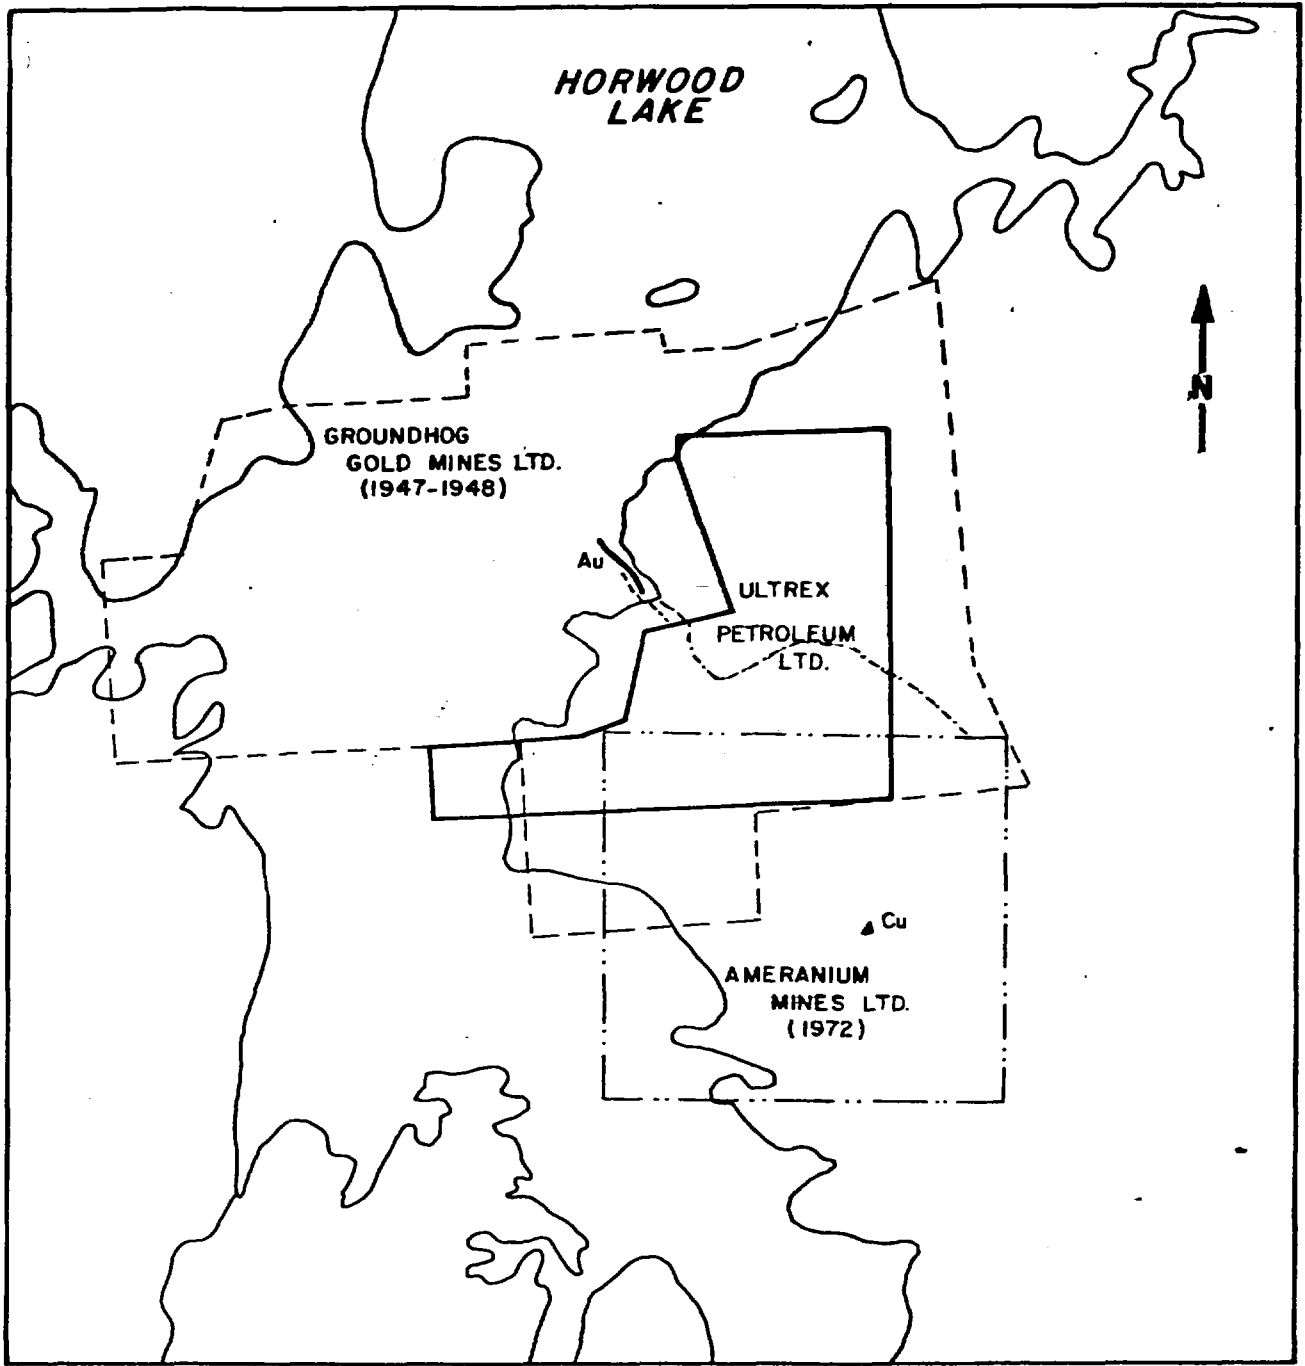 HORWOOD
LAKE
N
GROUNDHOG
GOLD MINES LTD.
(1947-1948)
Au
ULTREX
PETROLEUM
LTD.
Cu
AMERANIUM
MINES LTD.
(1972)